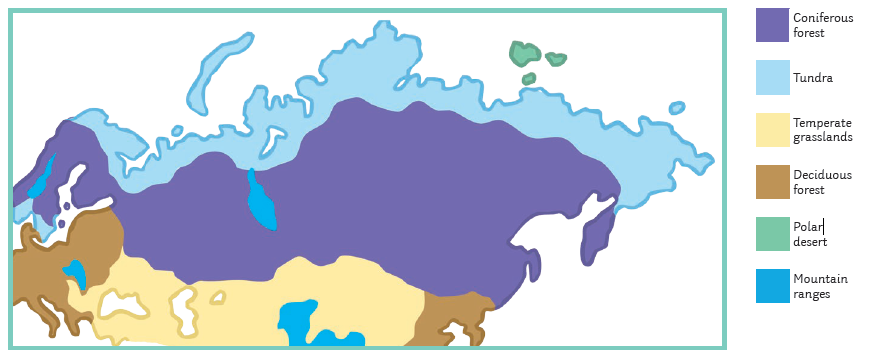 Coniferous
forest
Tundra
Temperate
grasslands
Deciduous
forest
Polar
desert
Mountain
ranges